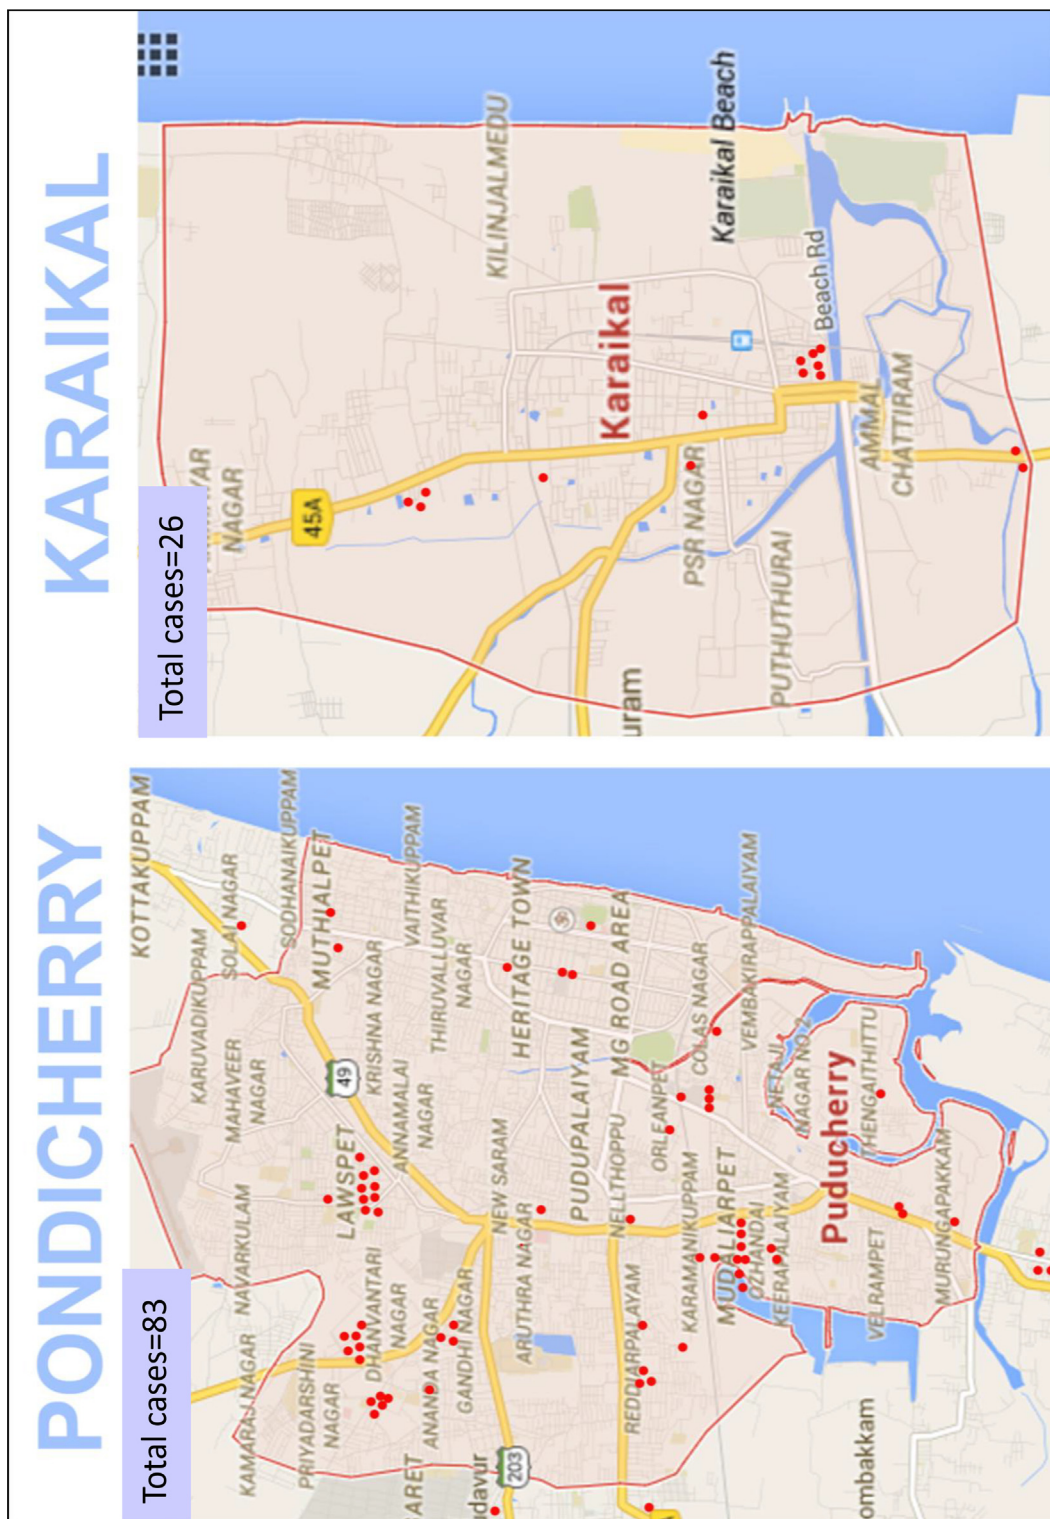 PONDICHERRY
Total cases=83
KOTTAKUPPAM
SOLAI NAGAR
SODHANAIKUPPAM
MUTHIALPET
KARUVADIKUPPAM
MAHAVEER
NAGAR
VAITHIKUPPAM
KRISHNA NAGAR
THIRUVALLUVAR
NAGAR
49
ANNAMALAI
NAGAR
LAWSPET
NAVARKULAM
KAMARAJ NAGAR
PRIYADARSHINI
NAGAR
DHANVANTARI
NAGAR
ANANDA NAGAR
GANDHI NAGAR
HERITAGE TOWN
NEW SARAM
ARUTHRA NAGAR
PUDUPALAIYAM
MG ROAD AREA
NELLTHOPPU
ORLEANPET
COLAS NAGAR
VEMBAKIRAPPALAIYAM
REDDIARPALAYAM
KARAMANIKUPPAM
MUDALIARPET
OZHANDAI
KEERAPALAIYAM
NETAJI
NAGAR NO.2
Puducherry
THENGAITHITTU
VELRAMPET
MURUNGAPAKKAM
ARET
203
ombakkam
KARAIKAL
Total cases=26
NAGAR
45A
KILINJALMEDU
Karaikal
Karaikal Beach
Beach Rd
PSR NAGAR
PUTHUTHURAI
AMMAL
CHATTIRAM
uram